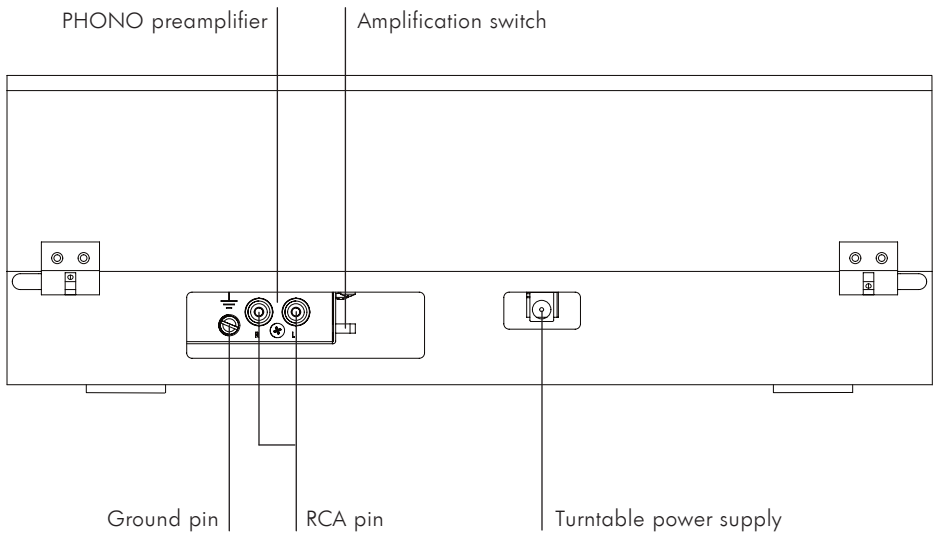 PHONO preamplifier
Amplification switch
R
L
Ground pin
RCA pin
Turntable power supply